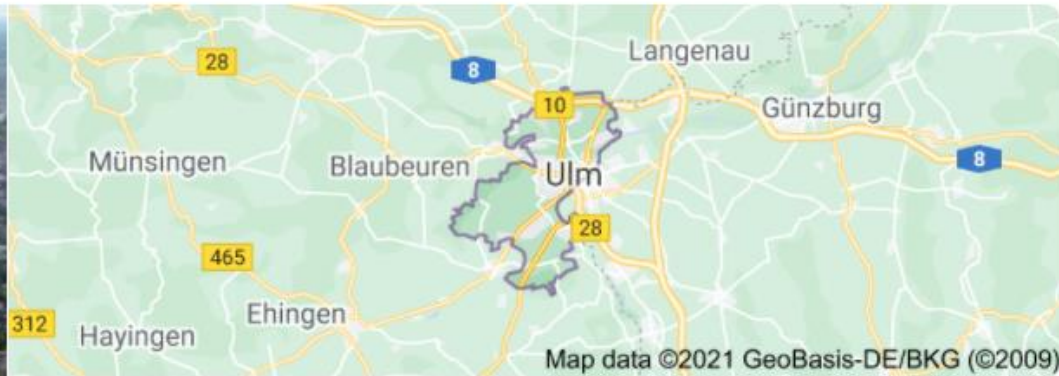 Langenau
28
8
10
Günzburg
Münsingen
Blaubeuren
8
Ulm
28
465
Ehingen
312
Hayingen
Map data ©2021 GeoBasis-DE/BKG (©2009)